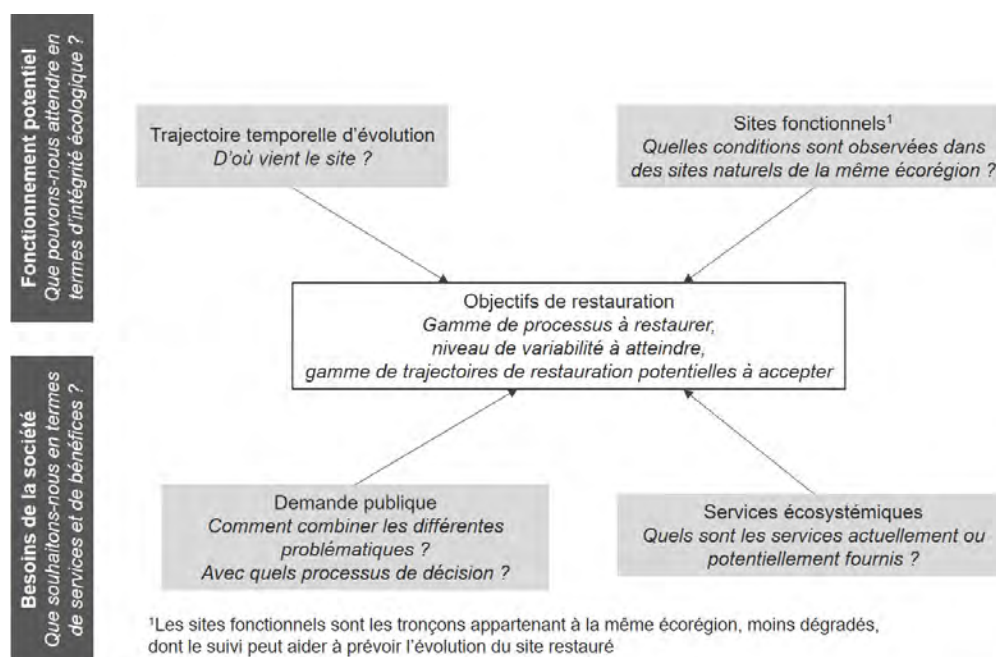 Fonctionnement potentiel
Que pouvons-nous attendre en
termes d'intégrité écologique ?
Trajectoire temporelle d'évolution
D'où vient le site ?
Sites fonctionnels¹
Quelles conditions sont observées dans
des sites naturels de la même écorégion ?
Objectifs de restauration
Gamme de processus à restaurer,
niveau de variabilité à atteindre,
gamme de trajectoires de restauration potentielles à accepter
Besoins de la société
Que souhaitons-nous en termes
de services et de bénéfices ?
Demande publique
Comment combiner les différentes
problématiques ?
Avec quels processus de décision ?
Services écosystémiques
Quels sont les services actuellement ou
potentiellement fournis ?
¹Les sites fonctionnels sont les tronçons appartenant à la même écorégion, moins dégradés,
dont le suivi peut aider à prévoir l'évolution du site restauré